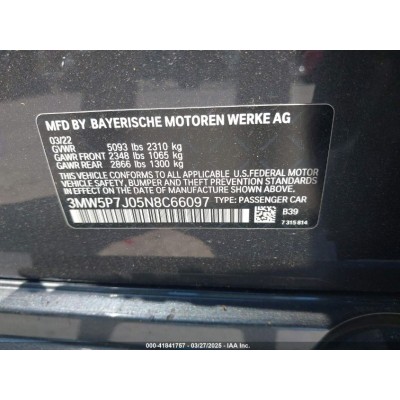 MFD BY BAYERISCHE MOTOREN WERKE AG
03/22
GVWR 5093 lbs 2310 kg
GAWR FRONT 2348 lbs 1065 kg
GAWR REAR 2866 lbs 1300 kg
THIS VEHICLE CONFORMS TO ALL APPLICABLE U.S.FEDERAL MOTOR
VEHICLE SAFETY, BUMPER, AND THEFT PREVENTION STANDARDS
IN EFFECT ON THE DATE OF MANUFACTURE SHOWN ABOVE.
3MW5P7J05N8C66097 TYPE: PASSENGER CAR
B39
7 315 814
000-41841757 - 03/27/2025 - IAA Inc.